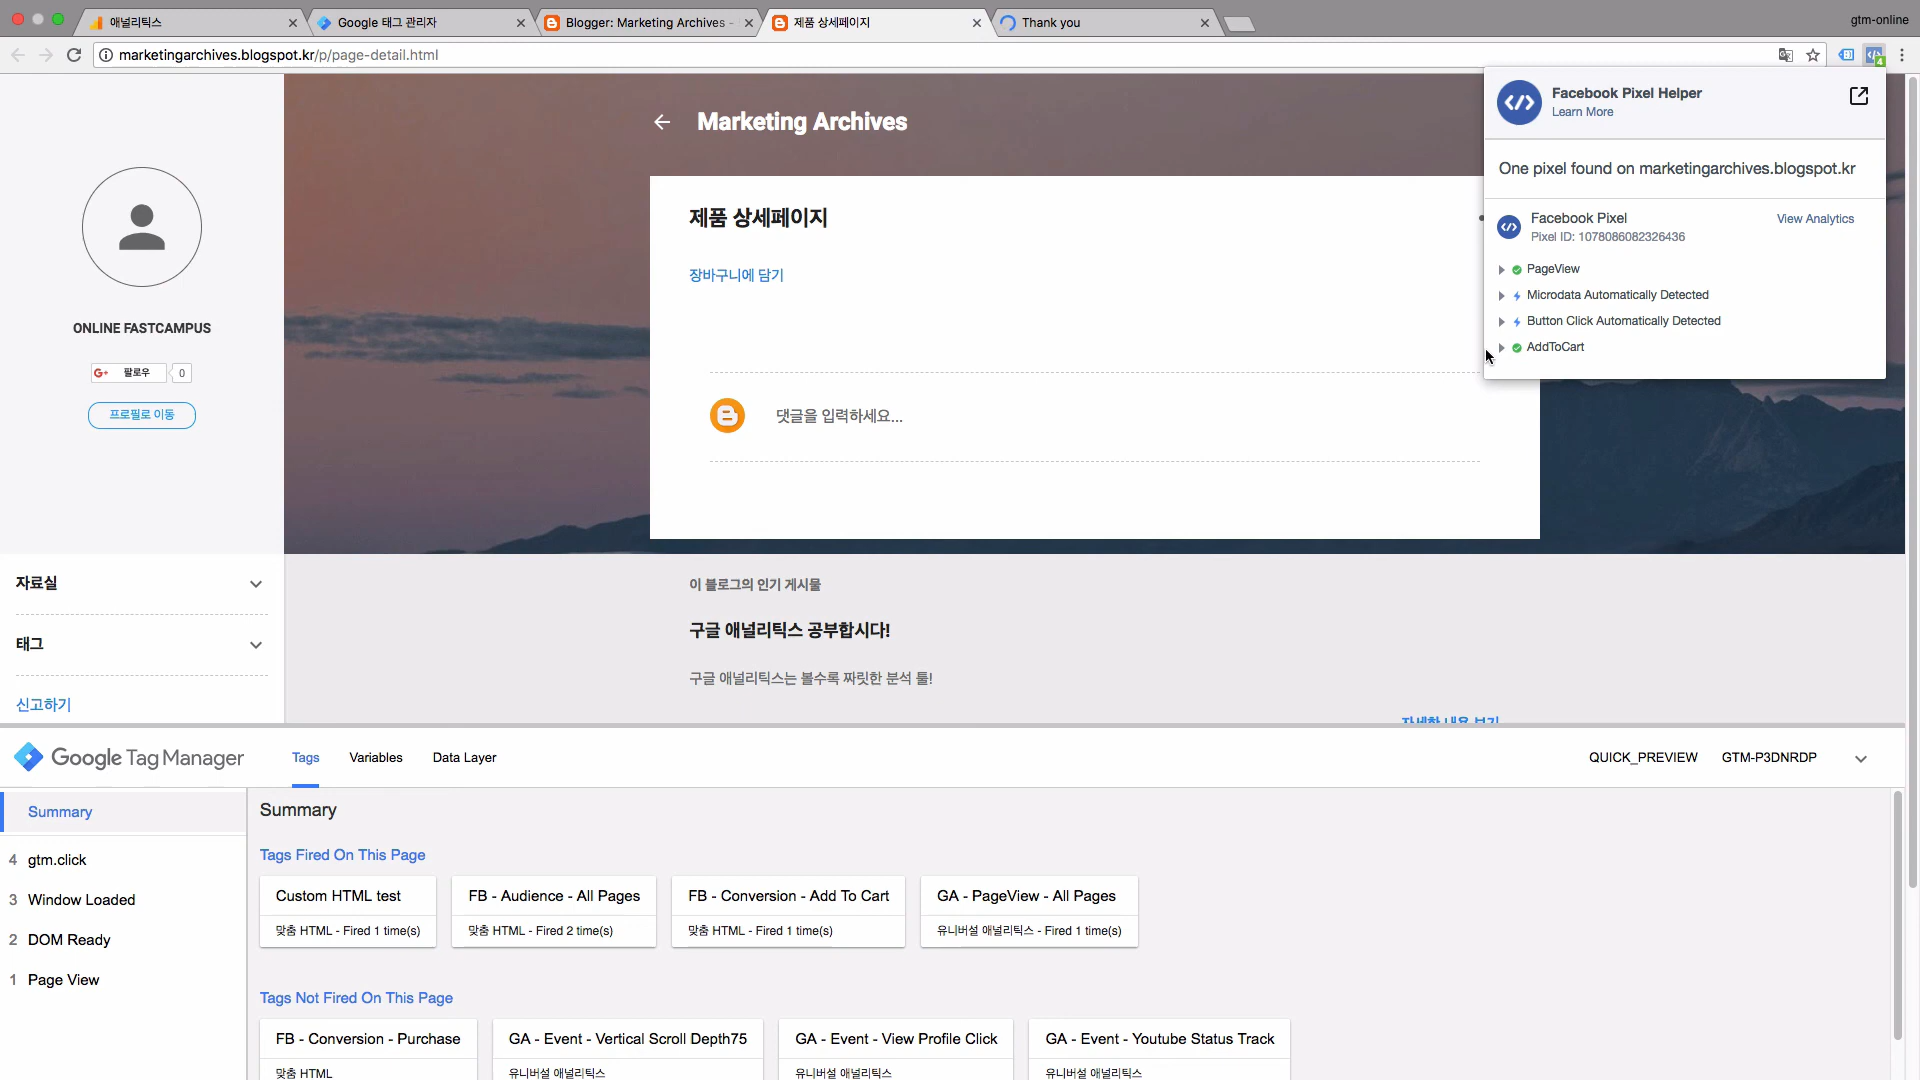 애널리틱스
Google 태그 관리자
Blogger: Marketing Archives -
제품 상세페이지
Thank you
gtm-online
marketingarchives.blogspot.kr/p/page-detail.html
4
Marketing Archives
제품 상세페이지
장바구니에 담기
댓글을 입력하세요...
ONLINE FASTCAMPUS
G+ 팔로우 0
프로필로 이동
자료실
태그
신고하기
이 블로그의 인기 게시물
구글 애널리틱스 공부합시다!
구글 애널리틱스는 볼수록 짜릿한 분석 툴!
자세한 내용 보기
Facebook Pixel Helper
Learn More
One pixel found on marketingarchives.blogspot.kr
Facebook Pixel
View Analytics
Pixel ID: 1078086082326436
PageView
Microdata Automatically Detected
Button Click Automatically Detected
AddToCart
Google Tag Manager
Tags
Variables
Data Layer
QUICK_PREVIEW
GTM-P3DNRDP
Summary
4 gtm.click
3 Window Loaded
2 DOM Ready
1 Page View
Summary
Tags Fired On This Page
Custom HTML test
맞춤 HTML - Fired 1 time(s)
FB - Audience - All Pages
맞춤 HTML - Fired 2 time(s)
FB - Conversion - Add To Cart
맞춤 HTML - Fired 1 time(s)
GA - PageView - All Pages
유니버설 애널리틱스 - Fired 1 time(s)
Tags Not Fired On This Page
FB - Conversion - Purchase
맞춤 HTML
GA - Event - Vertical Scroll Depth75
유니버설 애널리틱스
GA - Event - View Profile Click
유니버설 애널리틱스
GA - Event - Youtube Status Track
유니버설 애널리틱스